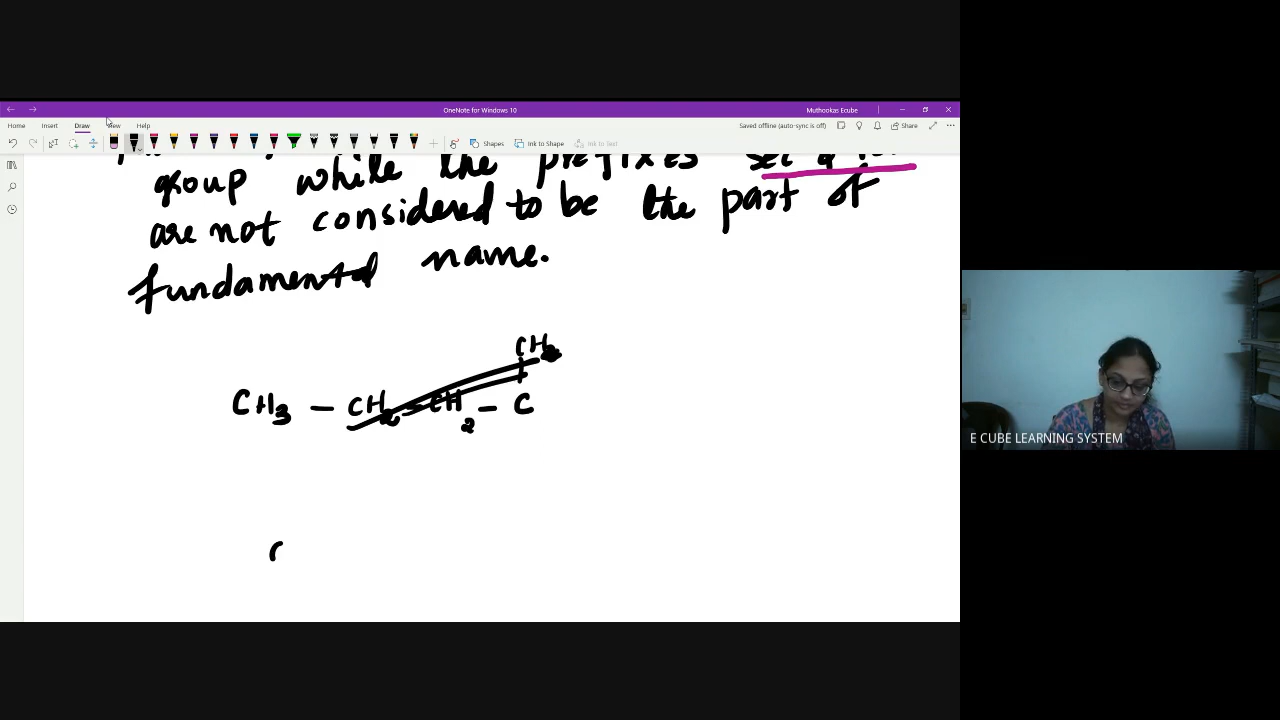 OneNote for Windows 10
Muthookas Ecube
Home Insert Draw View Help
Saved offline (auto-sync is off)
Share
Shapes
Ink to Shape
Ink to Text
group while the prefixes
are not considered to be the part of
fundamental name.
CH
CH3 - CH2 - CH2 - C
E CUBE LEARNING SYSTEM